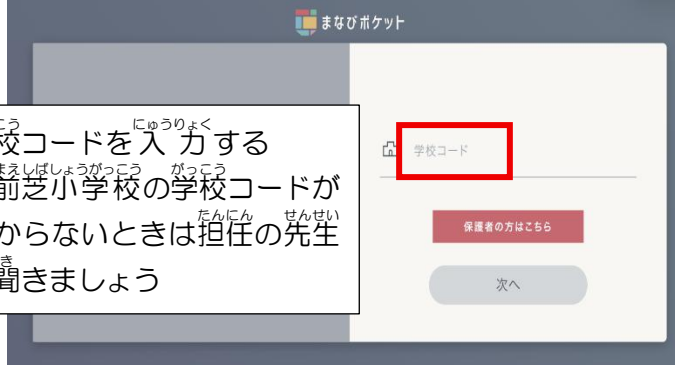 まなびポケット
校コードを入力する
前芝小学校の学校コードが
からないときは担任の先生
聞きましょう
学校コード
保護者の方はこちら
次へ